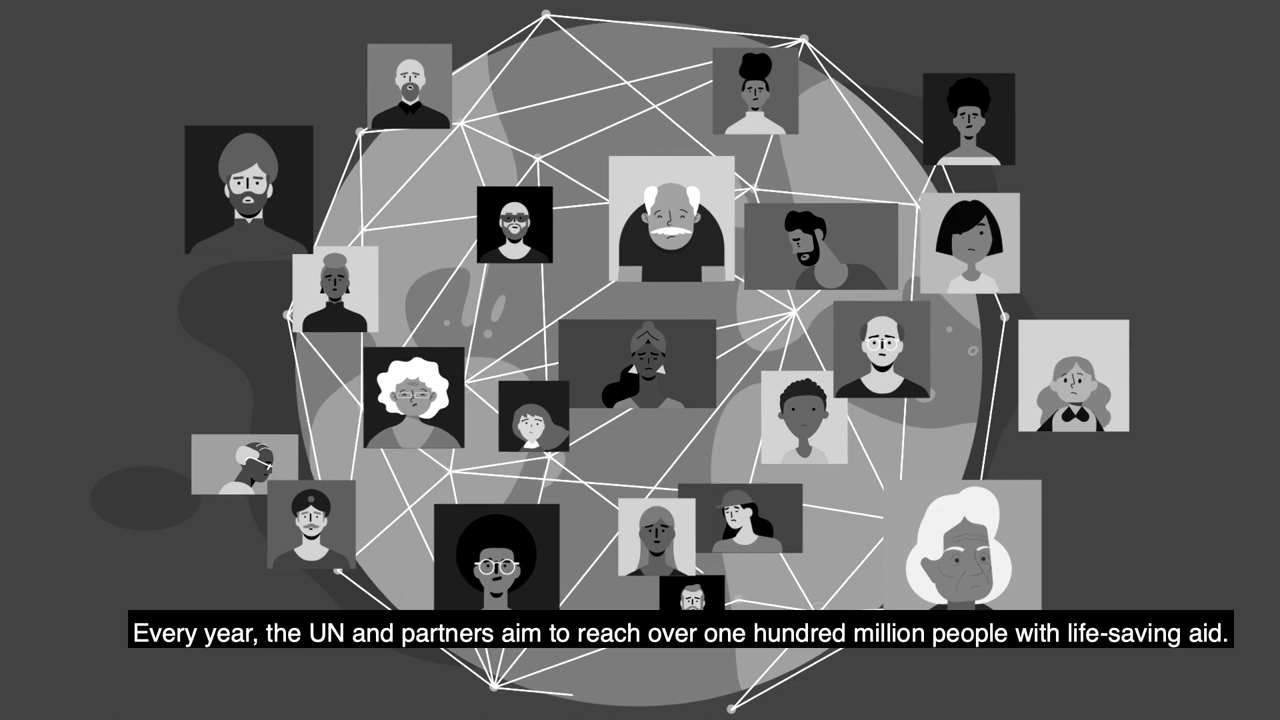 Every year, the UN and partners aim to reach over one hundred million people with life-saving aid.